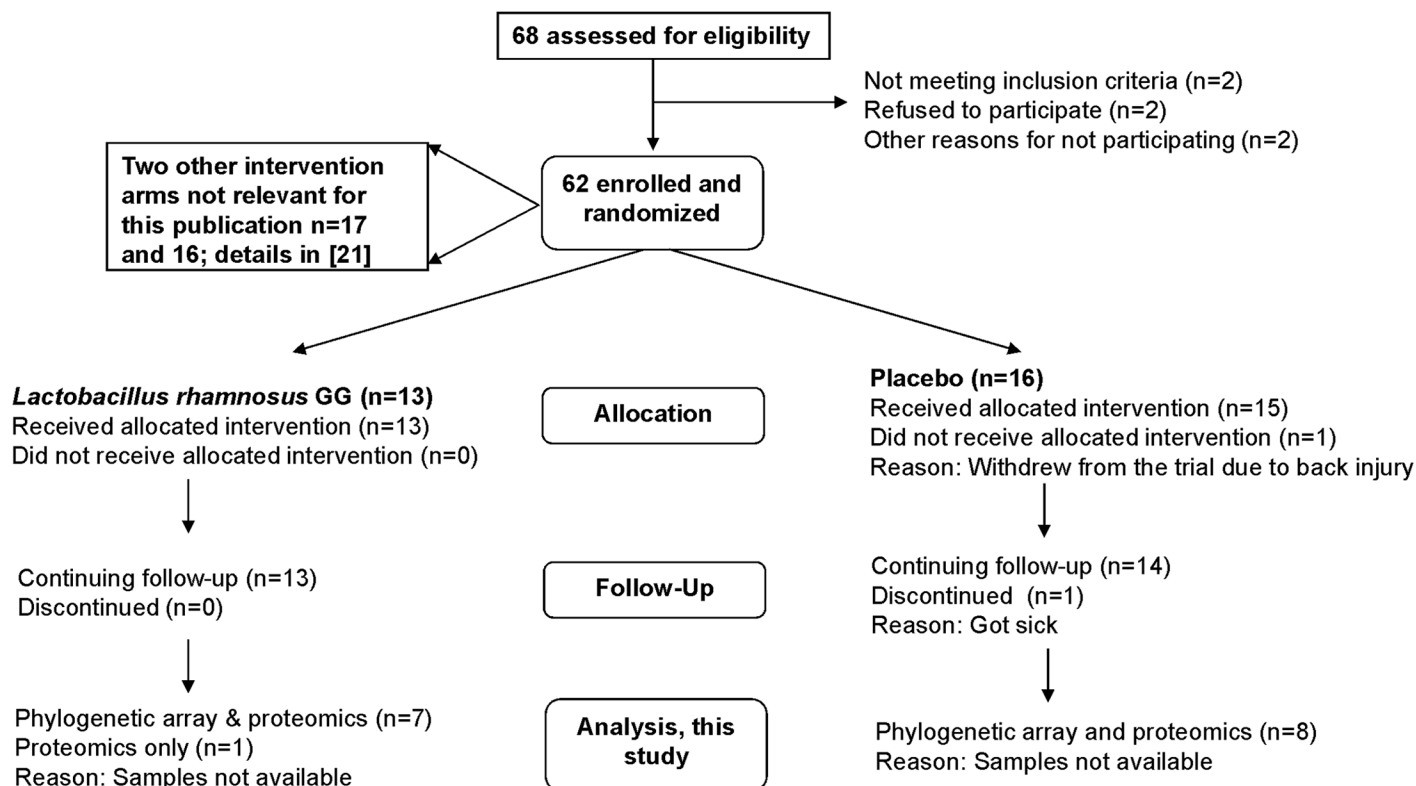 68 assessed for eligibility
Not meeting inclusion criteria (n=2)
Refused to participate (n=2)
Other reasons for not participating (n=2)
Two other intervention
arms not relevant for
this publication n=17
and 16; details in [21]
62 enrolled and
randomized
Lactobacillus rhamnosus GG (n=13)
Received allocated intervention (n=13)
Did not receive allocated intervention (n=0)
Allocation
Placebo (n=16)
Received allocated intervention (n=15)
Did not receive allocated intervention (n=1)
Reason: Withdrew from the trial due to back injury
Continuing follow-up (n=13)
Discontinued (n=0)
Follow-Up
Continuing follow-up (n=14)
Discontinued (n=1)
Reason: Got sick
Phylogenetic array & proteomics (n=7)
Proteomics only (n=1)
Reason: Samples not available
Analysis, this
study
Phylogenetic array and proteomics (n=8)
Reason: Samples not available